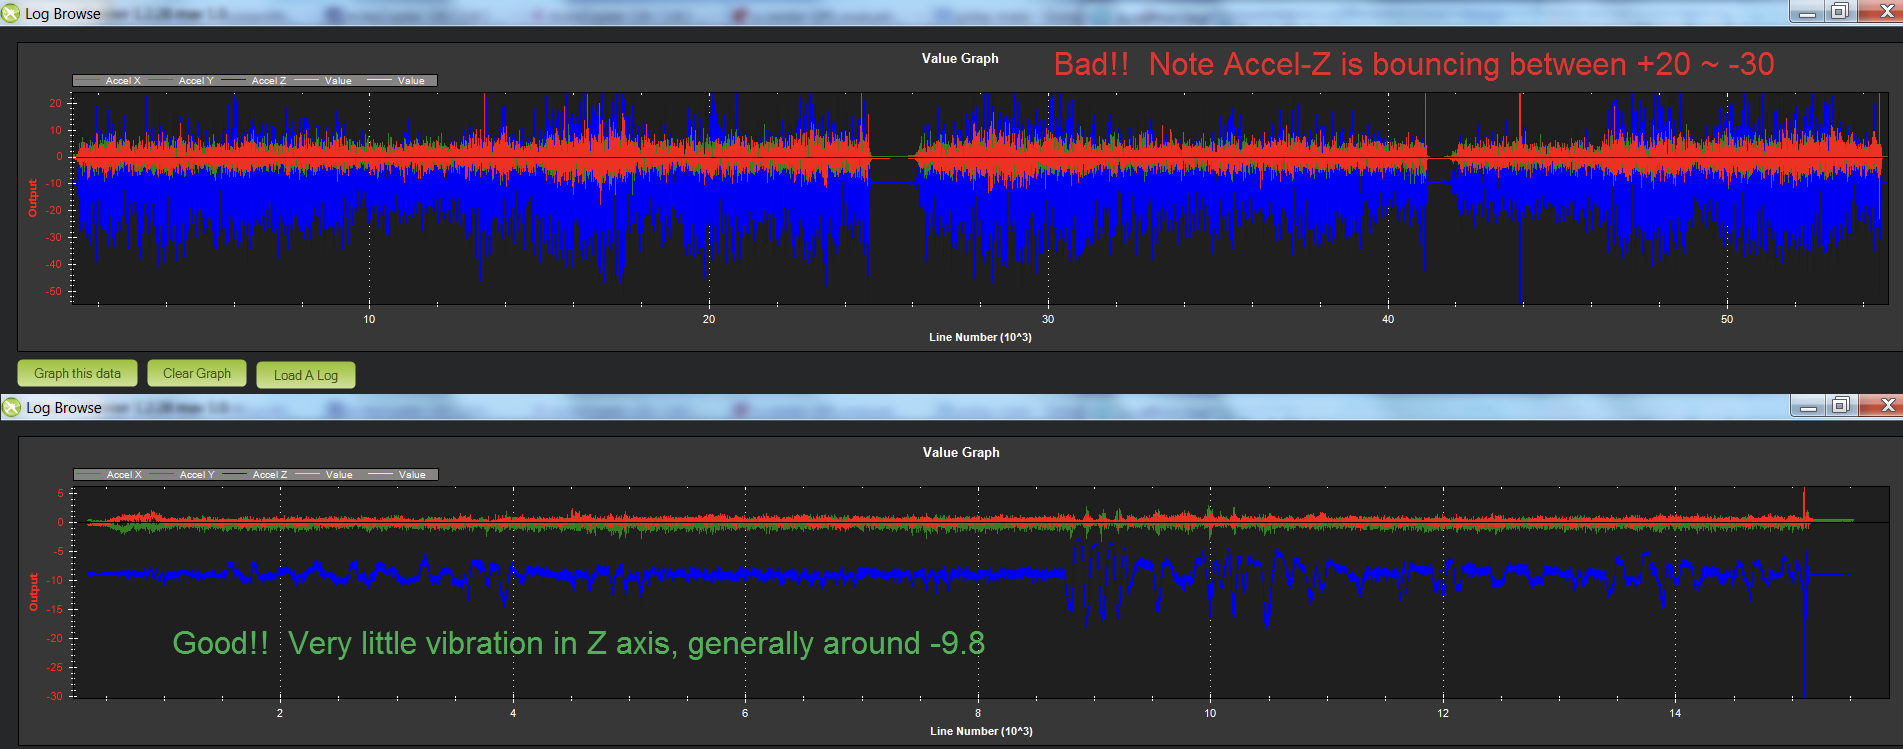 Log Browse
Value Graph
Bad!!  Note Accel-Z is bouncing between +20 ~ -30
Accel X Accel Y Accel Z Value Value
20
10
0
-10
-20
-30
-40
-50
Output
10 20 30 40 50
Line Number (10^3)
Graph this data Clear Graph Load A Log
Log Browse
Value Graph
Accel X Accel Y Accel Z Value Value
5
0
-5
-10
-15
-20
-25
-30
Output
Good!!  Very little vibration in Z axis, generally around -9.8
2 4 6 8 10 12 14
Line Number (10^3)